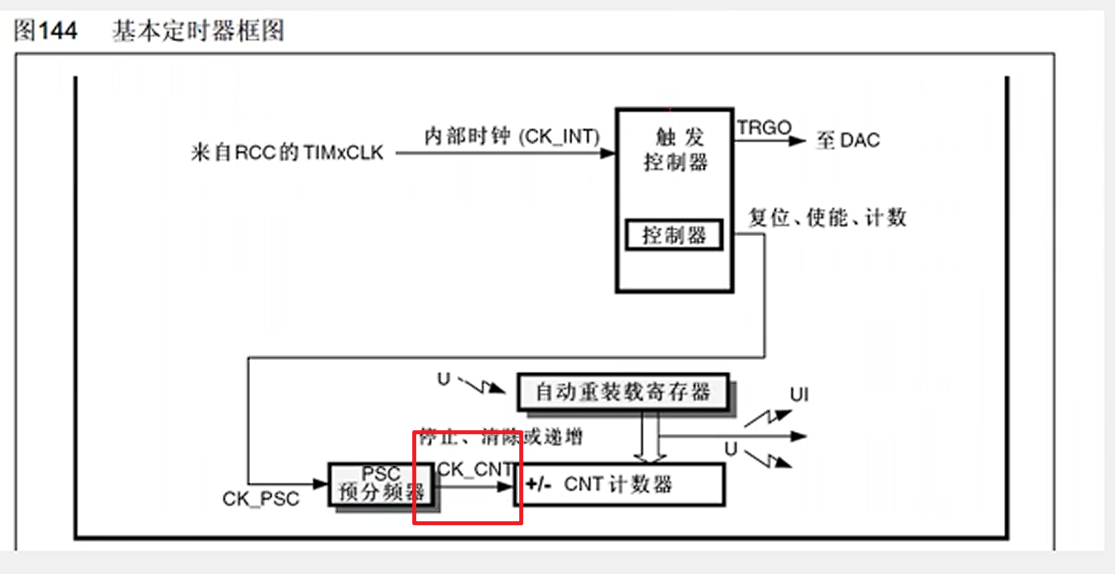 图144 基本定时器框图
来自RCC的TIMxCLK
内部时钟 (CK_INT)
触发
控制器
TRGO
至DAC
控制器
复位、使能、计数
U
自动重装载寄存器
UI
停止、清除或递增
U
CK_PSC
PSC
预分频器
CK_CNT
+/- CNT 计数器